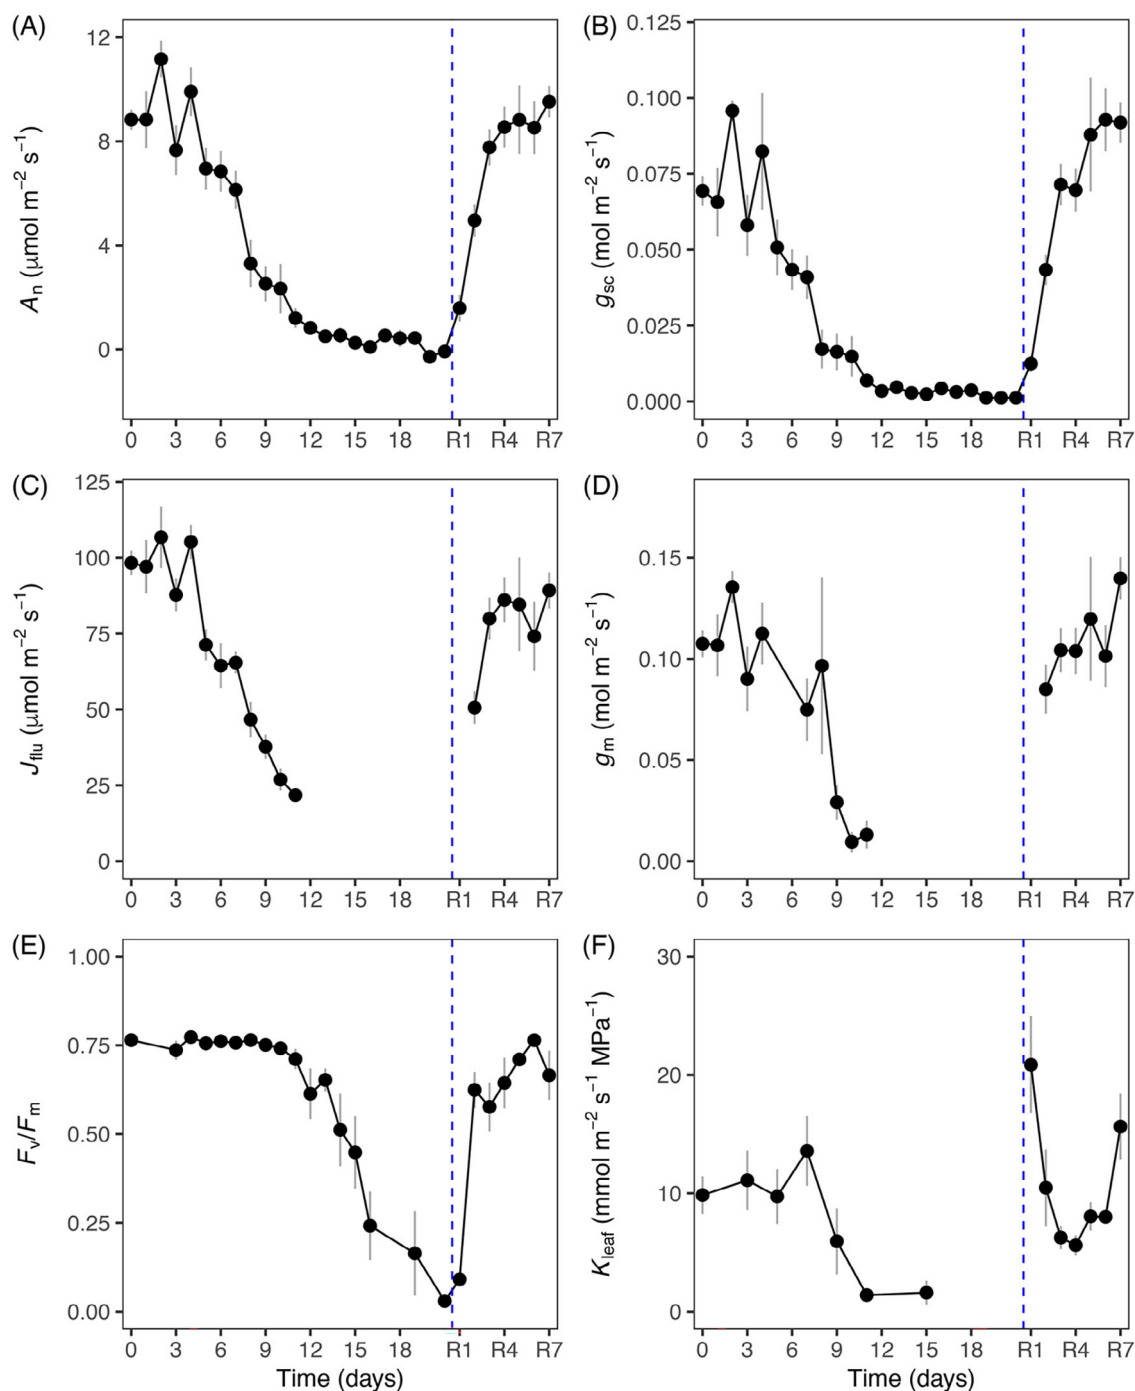 (A)
12
8
4
0
Aₙ (μmol m⁻² s⁻¹)
0 3 6 9 12 15 18 R1 R4 R7
(B)
0.125
0.100
0.075
0.050
0.025
0.000
g_sc (mol m⁻² s⁻¹)
0 3 6 9 12 15 18 R1 R4 R7
(C)
125
100
75
50
25
0
J_flu (μmol m⁻² s⁻¹)
0 3 6 9 12 15 18 R1 R4 R7
(D)
0.15
0.10
0.05
0.00
g_m (mol m⁻² s⁻¹)
0 3 6 9 12 15 18 R1 R4 R7
(E)
1.00
0.75
0.50
0.25
0.00
F_v/F_m
0 3 6 9 12 15 18 R1 R4 R7
Time (days)
(F)
30
20
10
0
K_leaf (mmol m⁻² s⁻¹ MPa⁻¹)
0 3 6 9 12 15 18 R1 R4 R7
Time (days)